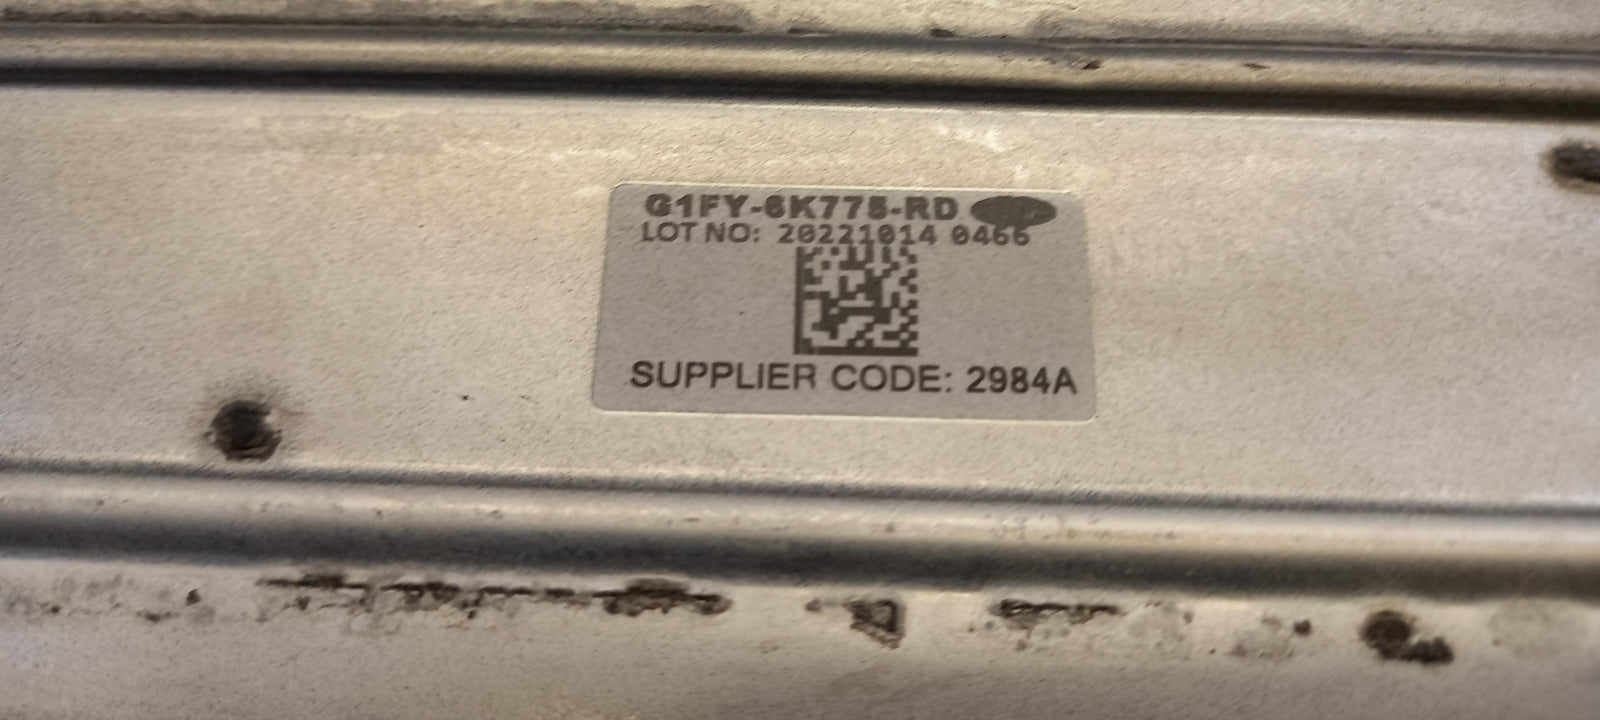 G1FY-6K775-RD
LOT NO: 20221014 0466
SUPPLIER CODE: 2984A